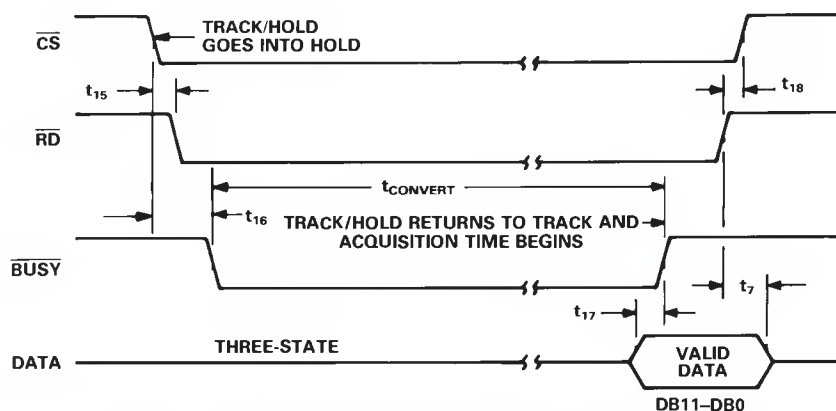 CS
TRACK/HOLD
GOES INTO HOLD
t15
t18
RD
tCONVERT
t16
TRACK/HOLD RETURNS TO TRACK AND
ACQUISITION TIME BEGINS
BUSY
t17
t7
DATA
THREE-STATE
VALID
DATA
DB11–DB0